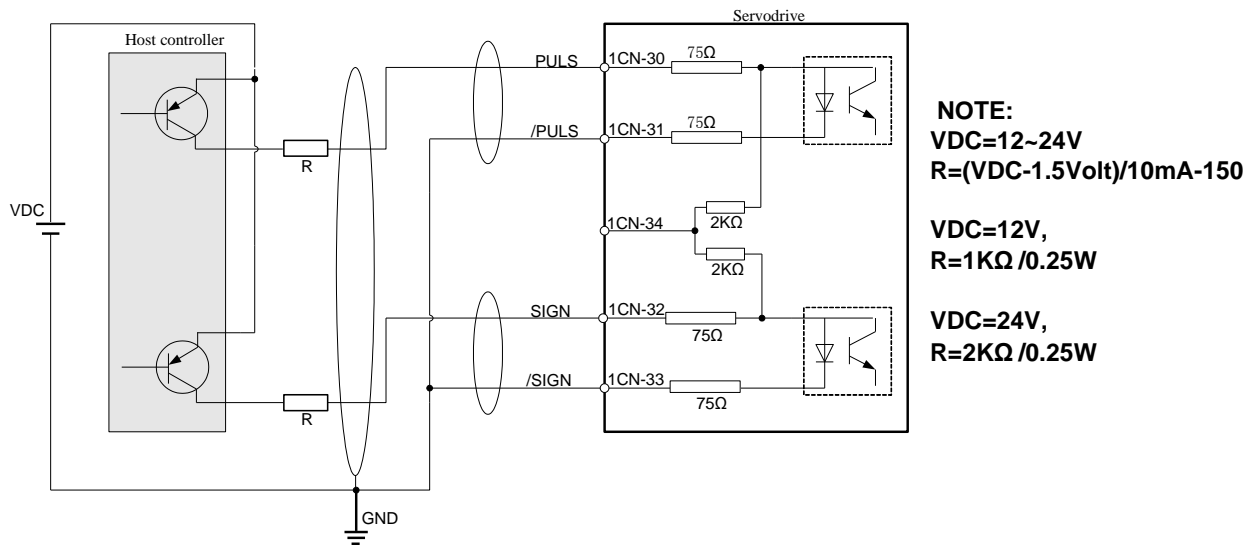 Servodrive
Host controller
PULS
1CN-30
75Ω
/PULS
1CN-31
75Ω
R
VDC
1CN-34
2KΩ
2KΩ
SIGN
1CN-32
75Ω
/SIGN
1CN-33
75Ω
R
GND
NOTE:
VDC=12~24V
R=(VDC-1.5Volt)/10mA-150
VDC=12V,
R=1KΩ /0.25W
VDC=24V,
R=2KΩ /0.25W